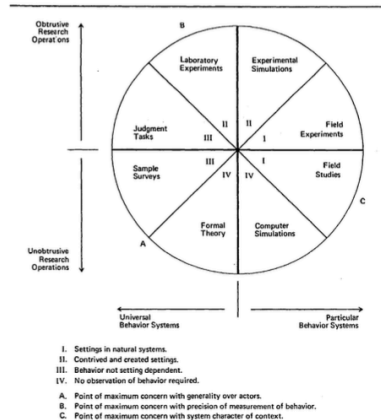 Obtrusive
Research
Operations
B
Laboratory
Experiments
Experimental
Simulations
II
II
Judgment
Tasks
III
I
Field
Experiments
Sample
Surveys
III
I
Field
Studies
IV
IV
C
A
Formal
Theory
Computer
Simulations
Unobtrusive
Research
Operations
Universal
Behavior Systems
Particular
Behavior Systems
I. Settings in natural systems.
II. Contrived and created settings.
III. Behavior not setting dependent.
IV. No observation of behavior required.
A. Point of maximum concern with generality over actors.
B. Point of maximum concern with precision of measurement of behavior.
C. Point of maximum concern with system character of context.